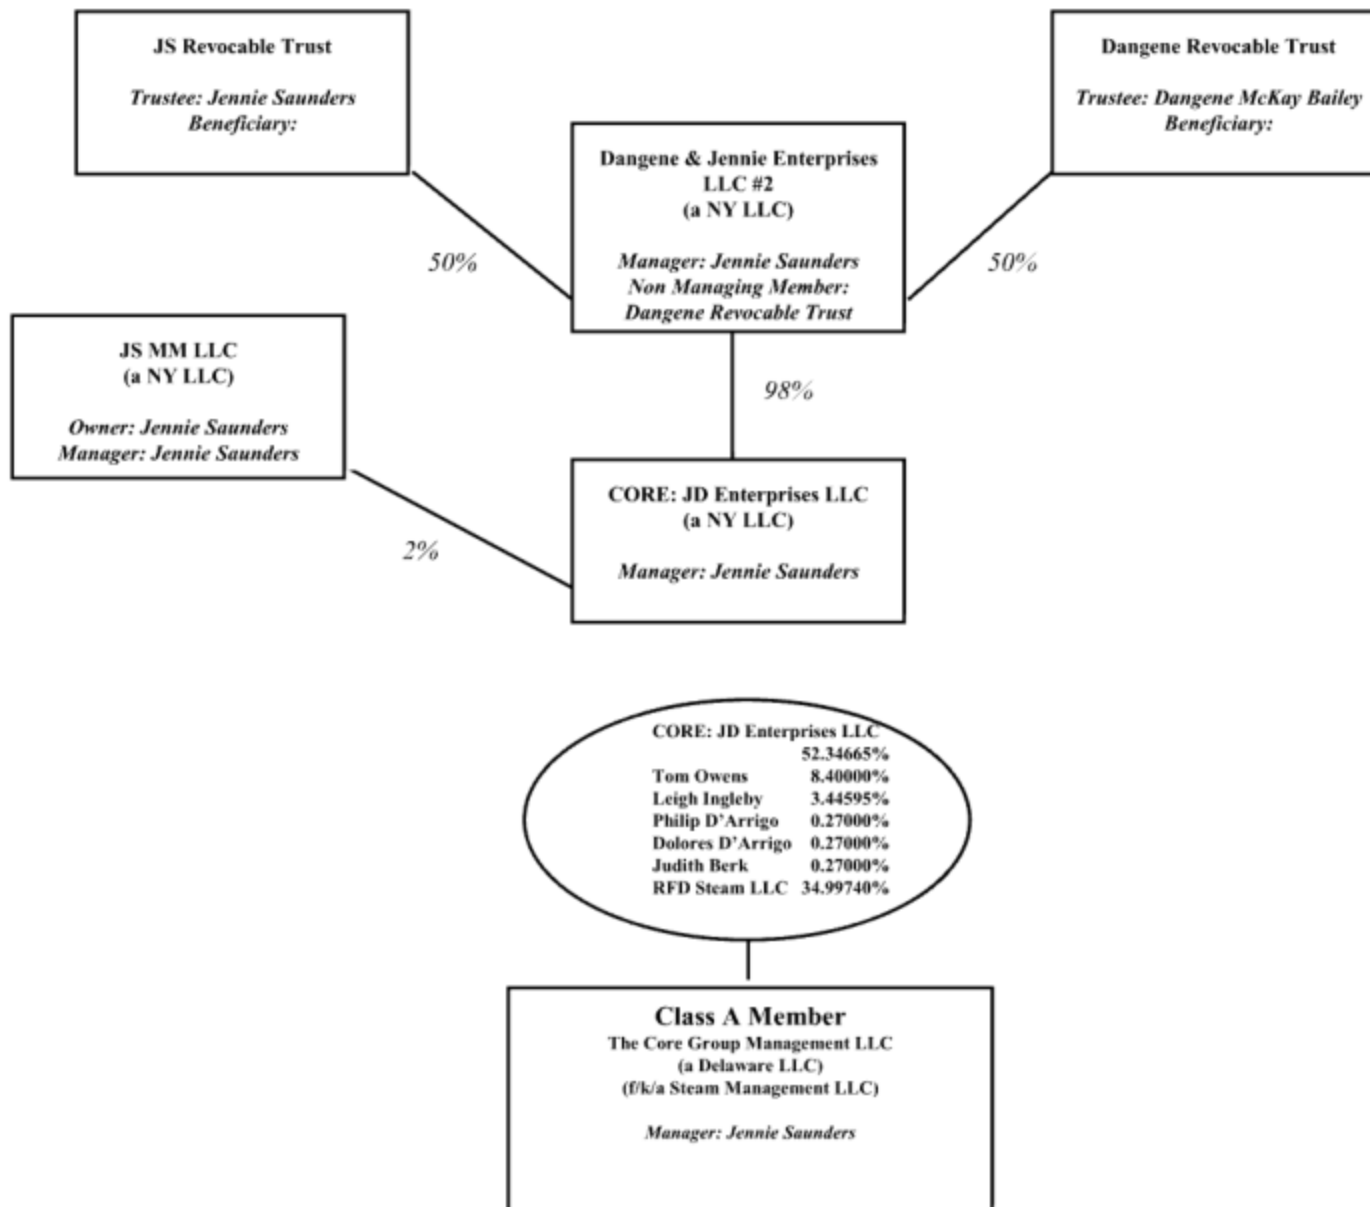 JS Revocable Trust
Trustee: Jennie Saunders
Beneficiary:
Dangene Revocable Trust
Trustee: Dangene McKay Bailey
Beneficiary:
Dangene & Jennie Enterprises
LLC #2
(a NY LLC)
Manager: Jennie Saunders
Non Managing Member:
Dangene Revocable Trust
50%
50%
JS MM LLC
(a NY LLC)
Owner: Jennie Saunders
Manager: Jennie Saunders
98%
2%
CORE: JD Enterprises LLC
(a NY LLC)
Manager: Jennie Saunders
CORE: JD Enterprises LLC
52.34665%
Tom Owens 8.40000%
Leigh Ingleby 3.44595%
Philip D’Arrigo 0.27000%
Dolores D’Arrigo 0.27000%
Judith Berk 0.27000%
RFD Steam LLC 34.99740%
Class A Member
The Core Group Management LLC
(a Delaware LLC)
(f/k/a Steam Management LLC)
Manager: Jennie Saunders